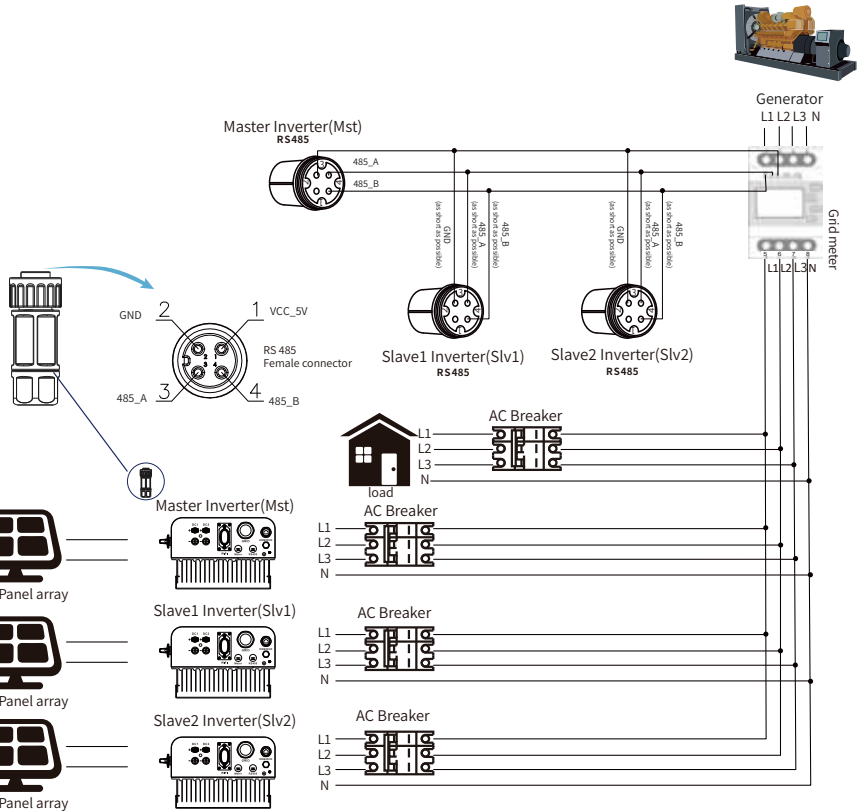 Generator
L1 L2 L3 N
Master Inverter(Mst)
RS485
485_A
485_B
GND
(as short as possible)
485_A
(as short as possible)
485_B
(as short as possible)
GND
(as short as possible)
485_A
(as short as possible)
485_B
(as short as possible)
Grid meter
5 6 7 8
L1 L2 L3 N
GND 2
1 VCC_5V
2 1
3 4
RS 485
Female connector
485_A 3
4 485_B
Slave1 Inverter(Slv1)
RS485
Slave2 Inverter(Slv2)
RS485
AC Breaker
L1
L2
L3
N
load
Master Inverter(Mst)
AC Breaker
L1
L2
L3
N
Panel array
Slave1 Inverter(Slv1)
AC Breaker
L1
L2
L3
N
Panel array
Slave2 Inverter(Slv2)
AC Breaker
L1
L2
L3
N
Panel array